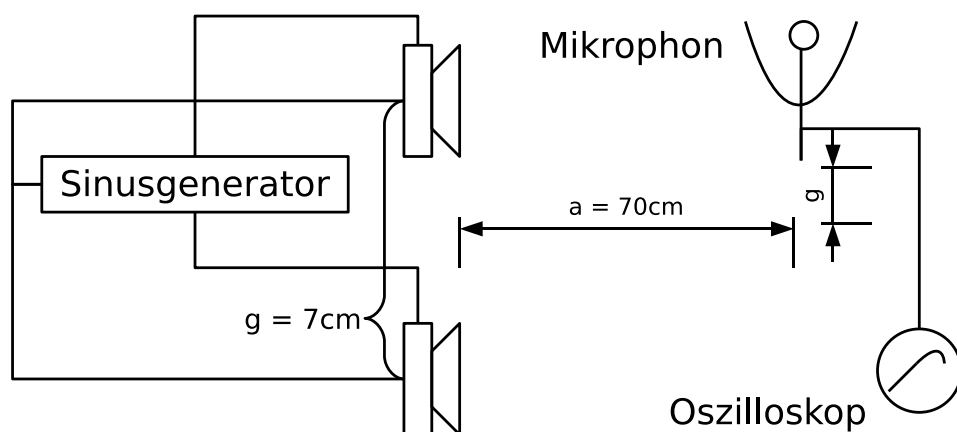 Mikrophon
Sinusgenerator
a = 70cm
g
g = 7cm
Oszilloskop